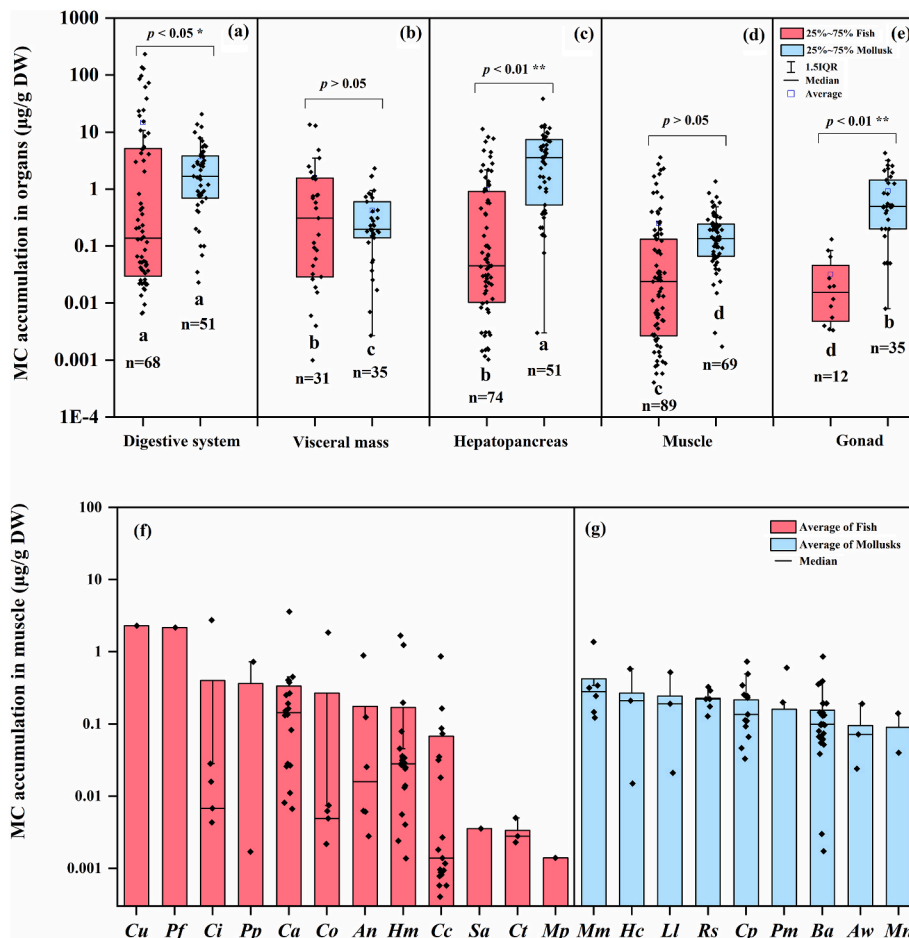 MC accumulation in organs (μg/g DW)
1000
100
10
1
0.1
0.01
0.001
1E-4
(a)
p < 0.05 *
a
n=68
a
n=51
Digestive system
(b)
p > 0.05
b
n=31
c
n=35
Visceral mass
(c)
p < 0.01 **
b
n=74
a
n=51
Hepatopancreas
(d)
p > 0.05
c
n=89
d
n=69
Muscle
(e)
25%~75% Fish
25%~75% Mollusk
1.5IQR
Median
Average
p < 0.01 **
d
n=12
b
n=35
Gonad
MC accumulation in muscle (μg/g DW)
100
10
1
0.1
0.01
0.001
(f)
Average of Fish
Average of Mollusks
Median
(g)
Cu Pf Ci Pp Ca Co An Hm Cc Sa Ct Mp Mm Hc Ll Rs Cp Pm Ba Aw Mn